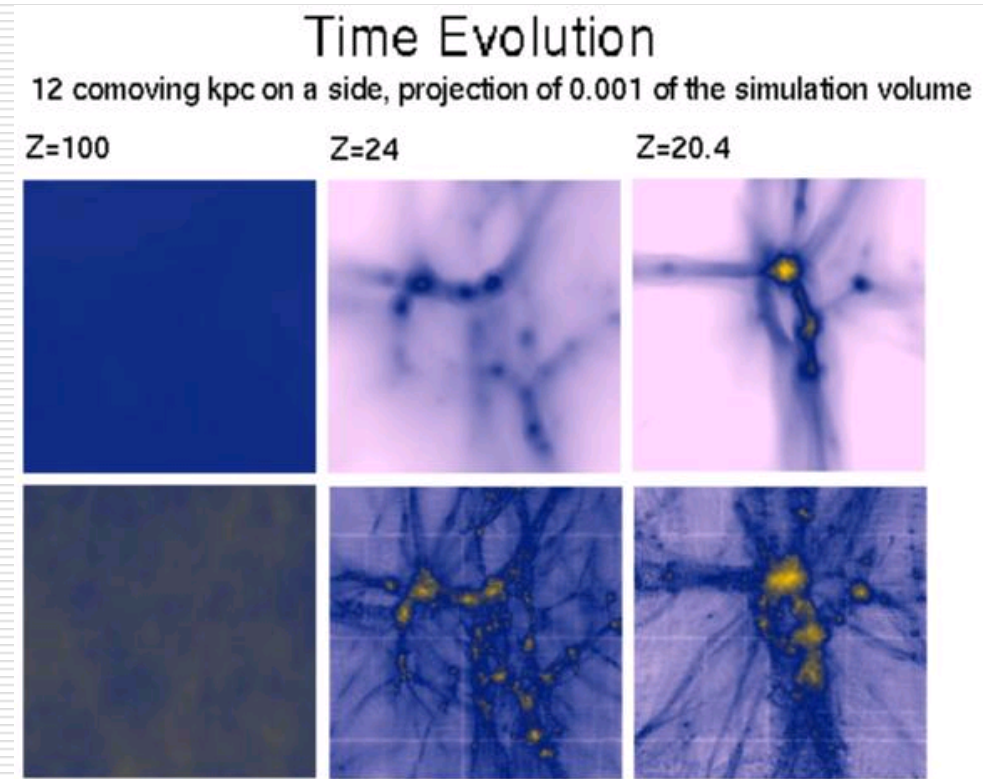 Time Evolution
12 comoving kpc on a side, projection of 0.001 of the simulation volume
Z=100 Z=24 Z=20.4